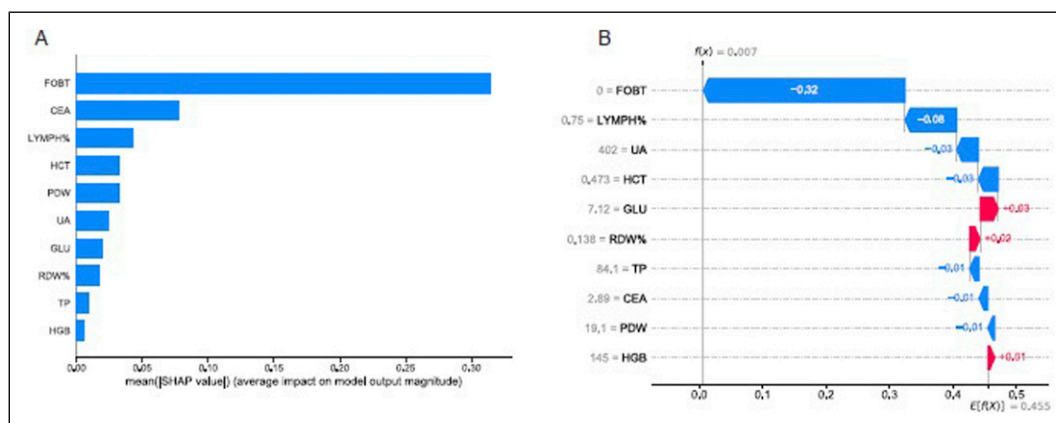 A
FOBT
CEA
LYMPH%
HCT
PDW
UA
GLU
RDW%
TP
HGB
0.00 0.05 0.10 0.15 0.20 0.25 0.30
mean(|SHAP value|) (average impact on model output magnitude)
B
f(x) = 0.007
0 = FOBT
−0.32
0.75 = LYMPH%
−0.08
402 = UA
−0.03
0.473 = HCT
−0.03
7.12 = GLU
+0.03
0.138 = RDW%
+0.02
84.1 = TP
−0.01
2.89 = CEA
−0.01
19.1 = PDW
−0.01
145 = HGB
+0.01
0.0 0.1 0.2 0.3 0.4 0.5
E[f(X)] = 0.455